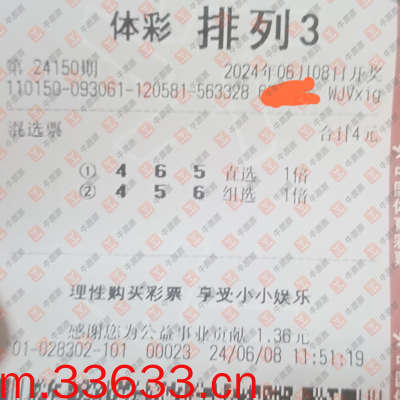 体彩 排列3
第 24150期 2024年06月08日开奖
110150-093061-120581-563328 WJVxig
混选票 合计4元
① 4 6 5 直选 1倍
② 4 5 6 组选 1倍
理性购买彩票 享受小小娱乐
感谢您为公益事业贡献 1.36元
01-028302-101 00023 24/06/08 11:51:19
m.33633.cn